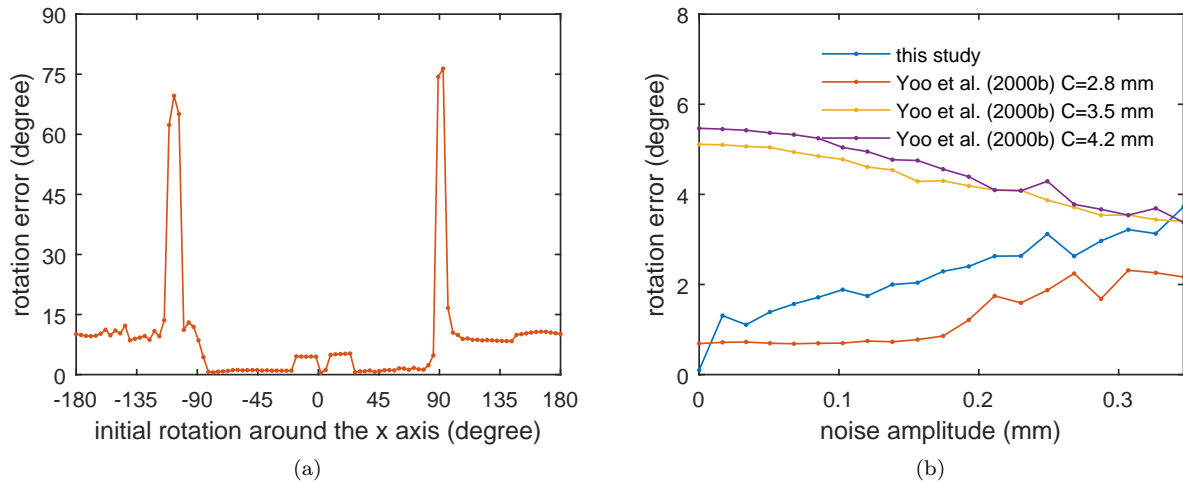 90
75
60
45
30
15
0
rotation error (degree)
-180 -135 -90 -45 0 45 90 135 180
initial rotation around the x axis (degree)
(a)
8
6
4
2
0
rotation error (degree)
this study
Yoo et al. (2000b) C=2.8 mm
Yoo et al. (2000b) C=3.5 mm
Yoo et al. (2000b) C=4.2 mm
0 0.1 0.2 0.3
noise amplitude (mm)
(b)